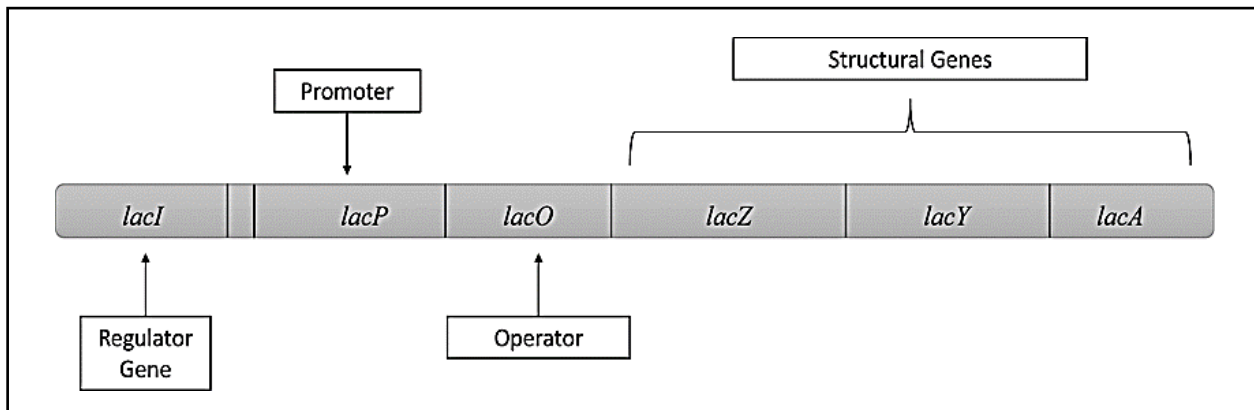 Structural Genes
Promoter
lacI lacP lacO lacZ lacY lacA
Regulator
Gene
Operator